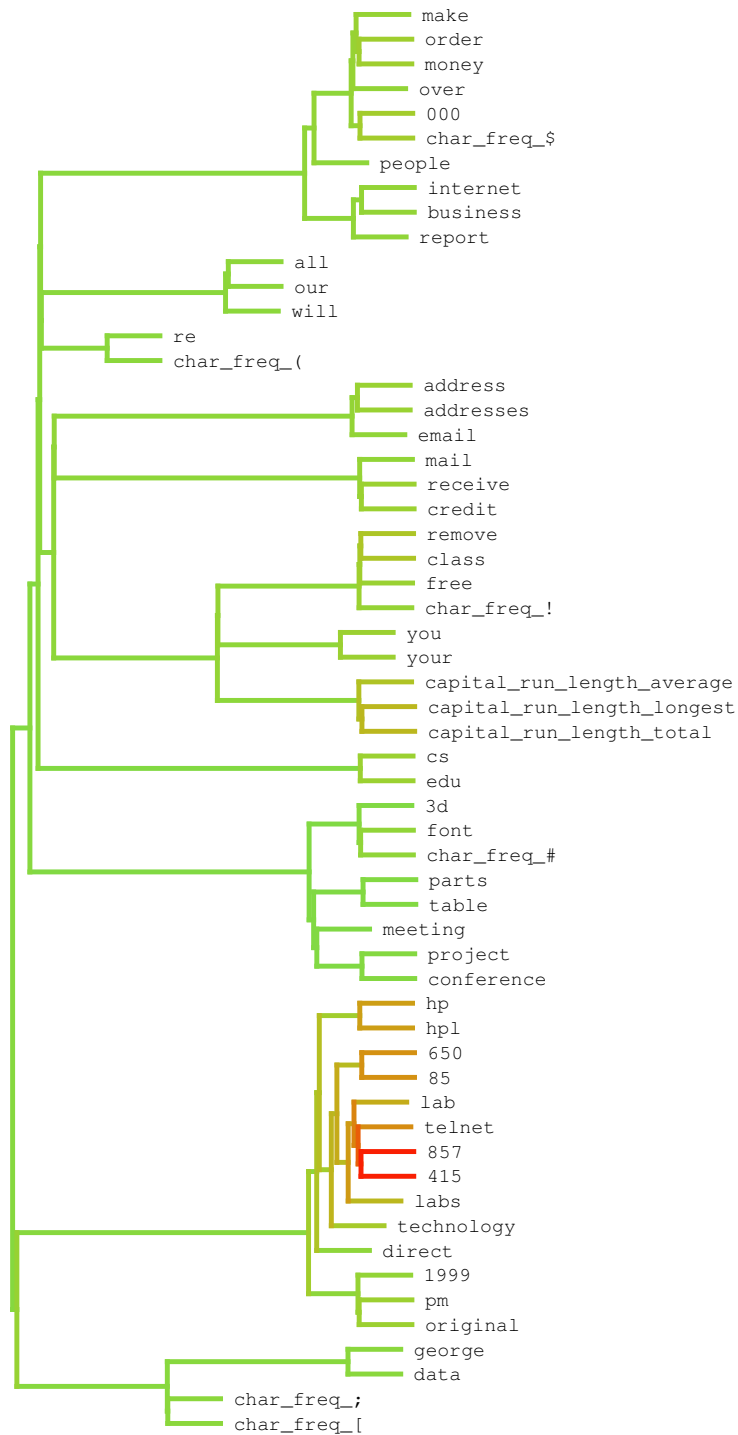 make
order
money
over
000
char_freq_$
people
internet
business
report
all
our
will
re
char_freq_(
address
addresses
email
mail
receive
credit
remove
class
free
char_freq_!
you
your
capital_run_length_average
capital_run_length_longest
capital_run_length_total
cs
edu
3d
font
char_freq_#
parts
table
meeting
project
conference
hp
hpl
650
85
lab
telnet
857
415
labs
technology
direct
1999
pm
original
george
data
char_freq_;
char_freq_[